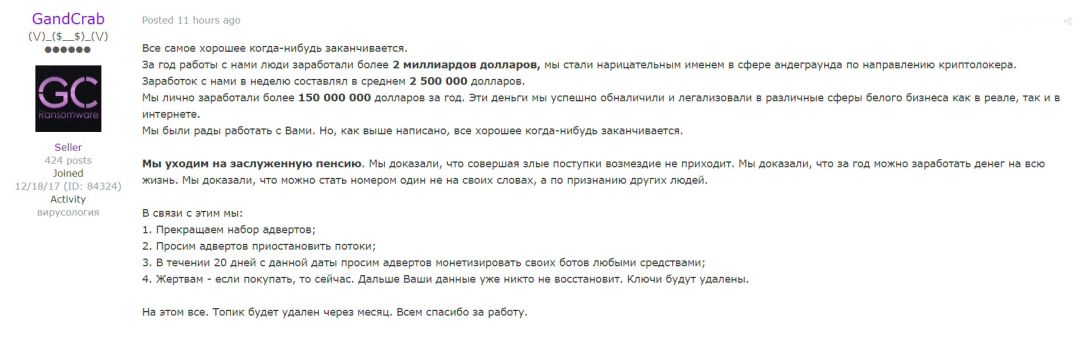 GandCrab
(\/)_($__$)_(\/)
GC
Ransomware
Seller
424 posts
Joined
12/18/17 (ID: 84324)
Activity
вирусология
Posted 11 hours ago
Все самое хорошее когда-нибудь заканчивается.
За год работы с нами люди заработали более 2 миллиардов долларов, мы стали нарицательным именем в сфере андеграунда по направлению криптолокера.
Заработок с нами в неделю составлял в среднем 2 500 000 долларов.
Мы лично заработали более 150 000 000 долларов за год. Эти деньги мы успешно обналичили и легализовали в различные сферы белого бизнеса как в реале, так и в
интернете.
Мы были рады работать с Вами. Но, как выше написано, все хорошее когда-нибудь заканчивается.
Мы уходим на заслуженную пенсию. Мы доказали, что совершая злые поступки возмездие не приходит. Мы доказали, что за год можно заработать денег на всю
жизнь. Мы доказали, что можно стать номером один не на своих словах, а по признанию других людей.
В связи с этим мы:
1. Прекращаем набор адвертов;
2. Просим адвертов приостановить потоки;
3. В течении 20 дней с данной даты просим адвертов монетизировать своих ботов любыми средствами;
4. Жертвам - если покупать, то сейчас. Дальше Ваши данные уже никто не восстановит. Ключи будут удалены.
На этом все. Топик будет удален через месяц. Всем спасибо за работу.